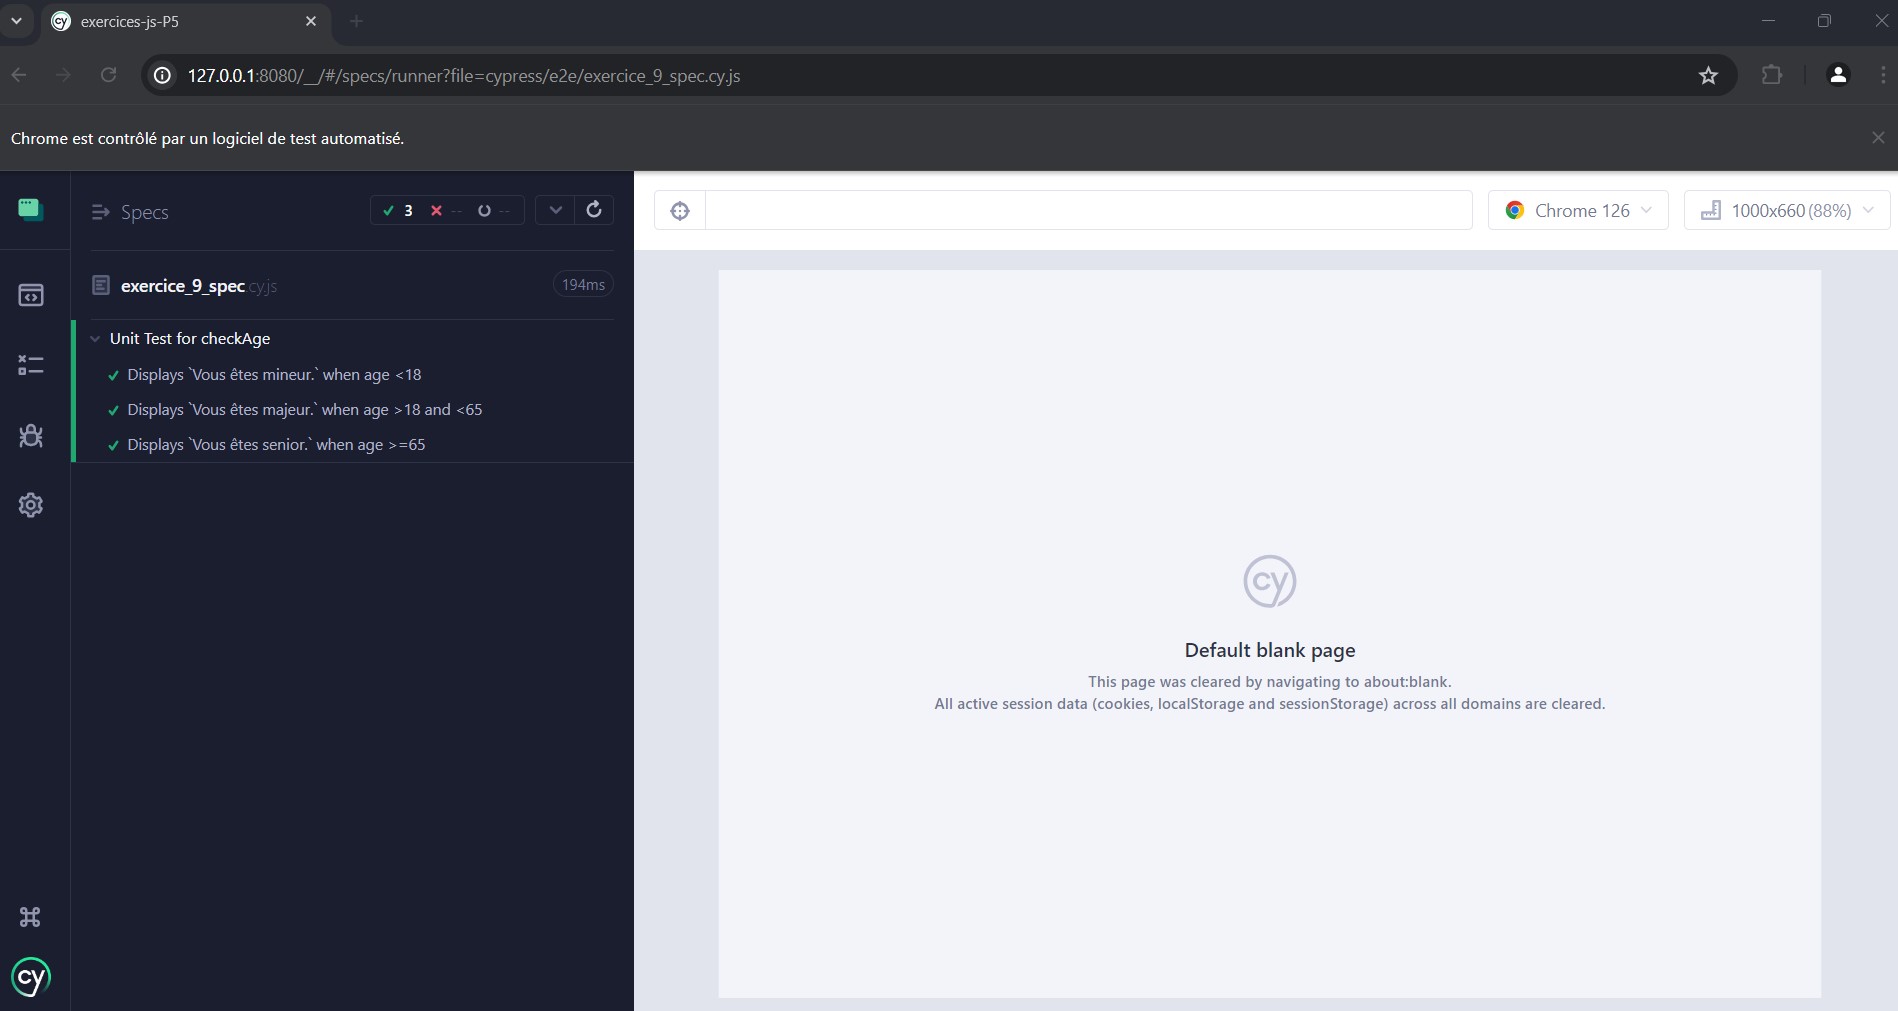 exercices-js-P5
127.0.0.1:8080/__/#/specs/runner?file=cypress/e2e/exercice_9_spec.cy.js
Chrome est contrôlé par un logiciel de test automatisé.
Specs
3 -- --
Chrome 126
1000x660 (88%)
exercice_9_spec.cy.js
194ms
Unit Test for checkAge
Displays `Vous êtes mineur.` when age <18
Displays `Vous êtes majeur.` when age >18 and <65
Displays `Vous êtes senior.` when age >=65
cy
Default blank page
This page was cleared by navigating to about:blank.
All active session data (cookies, localStorage and sessionStorage) across all domains are cleared.
cy